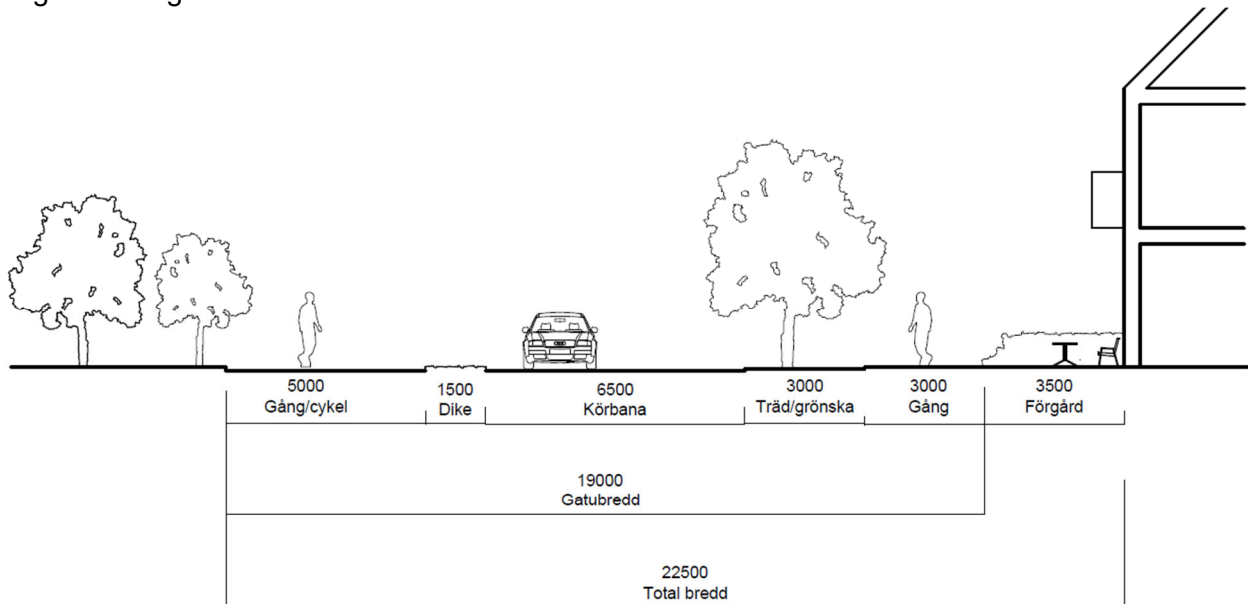 5000
Gång/cykel
1500
Dike
6500
Körbana
3000
Träd/grönska
3000
Gång
3500
Förgård
19000
Gatubredd
22500
Total bredd